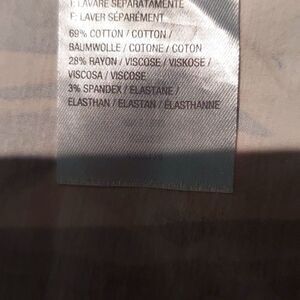 I: LAVARE SEPARATAMENTE
F: LAVER SÉPARÉMENT
69% COTTON / COTTON /
BAUMWOLLE / COTONE / COTON
28% RAYON / VISCOSE / VISKOSE /
VISCOSA / VISCOSE
3% SPANDEX / ELASTANE /
ELASTHAN / ELASTAN / ÉLASTHANNE